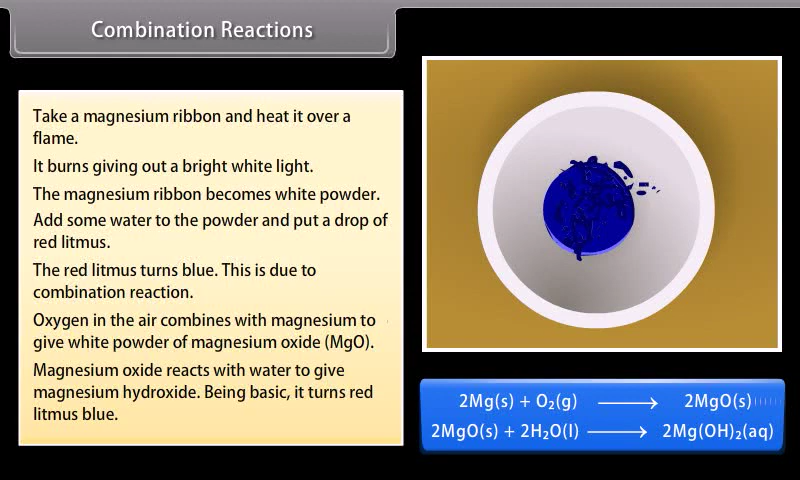 Combination Reactions
Take a magnesium ribbon and heat it over a
flame.
It burns giving out a bright white light.
The magnesium ribbon becomes white powder.
Add some water to the powder and put a drop of
red litmus.
The red litmus turns blue. This is due to
combination reaction.
Oxygen in the air combines with magnesium to
give white powder of magnesium oxide (MgO).
Magnesium oxide reacts with water to give
magnesium hydroxide. Being basic, it turns red
litmus blue.
2Mg(s) + O₂(g) ⟶ 2MgO(s)
2MgO(s) + 2H₂O(l) ⟶ 2Mg(OH)₂(aq)